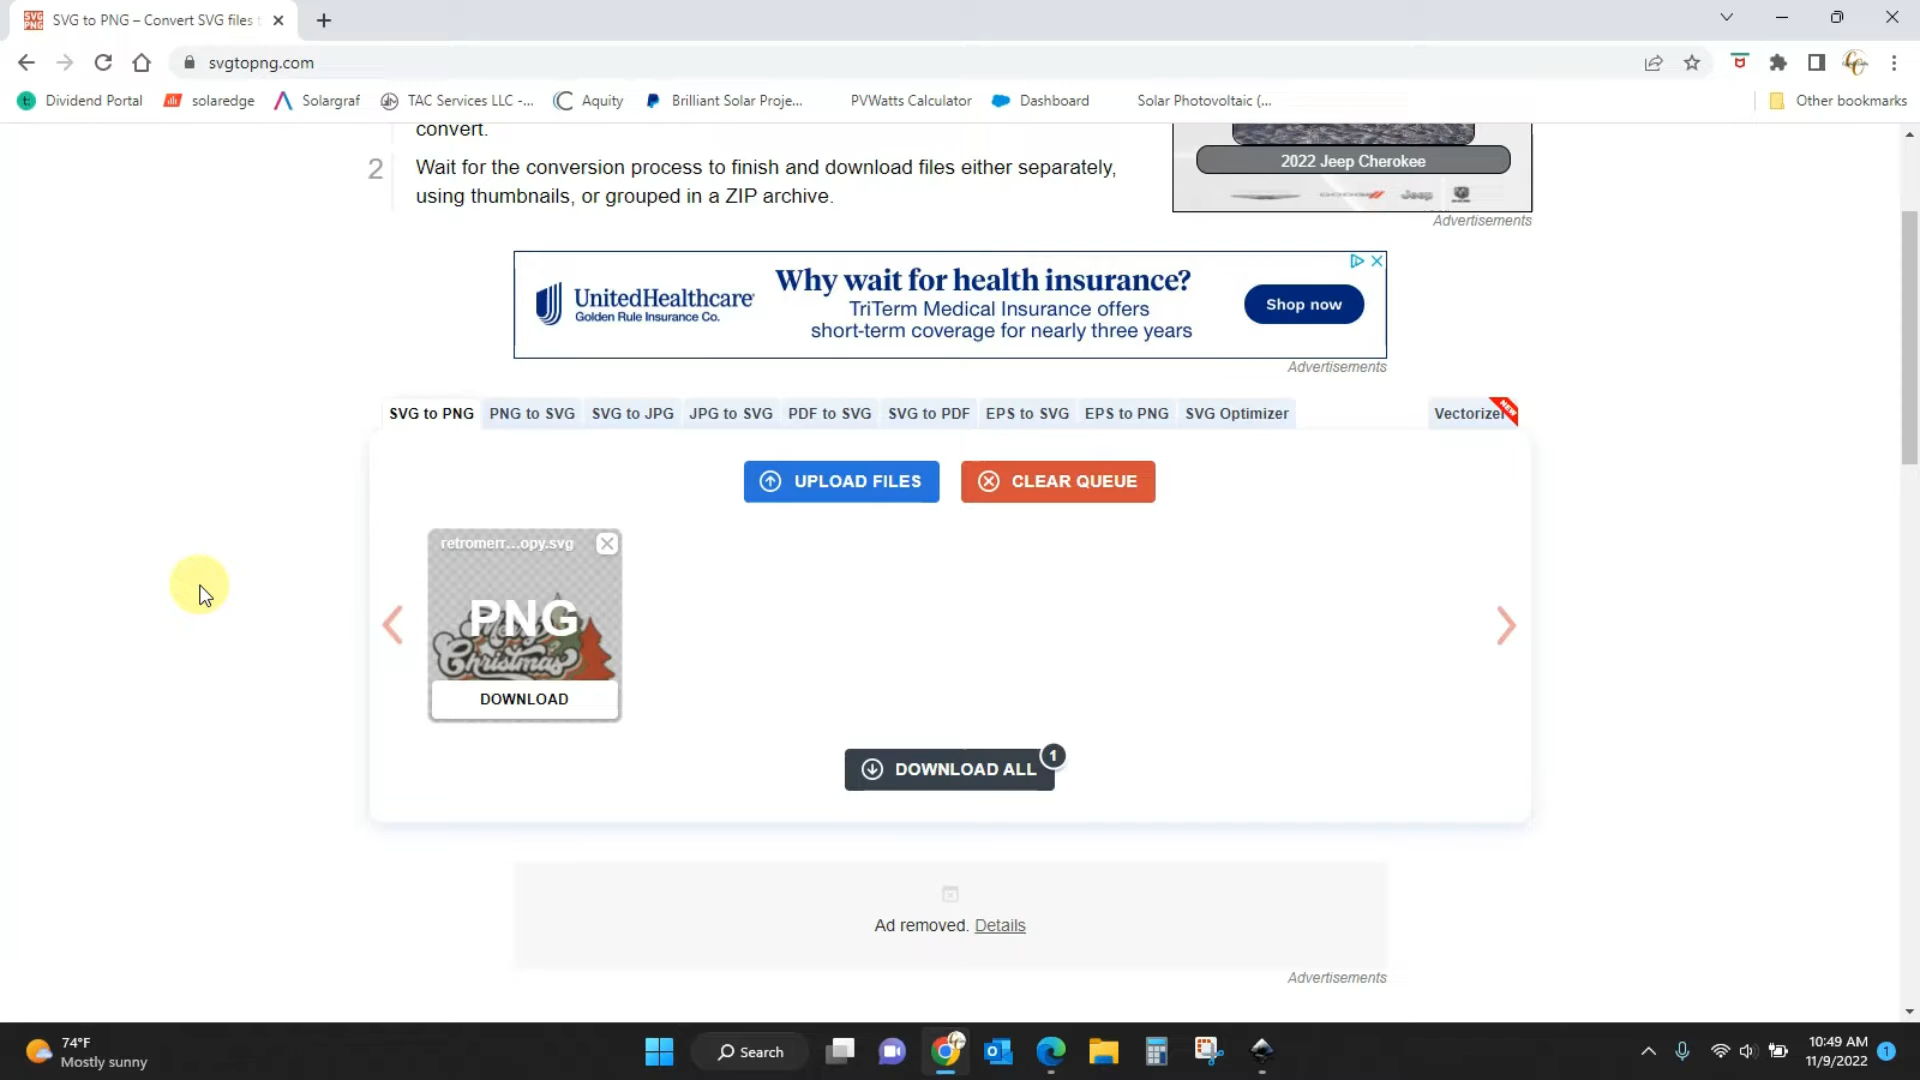 SVG to PNG – Convert SVG files t
svgtopng.com
Dividend Portal
solaredge
Solargraf
TAC Services LLC -...
Aquity
Brilliant Solar Proje...
PVWatts Calculator
Dashboard
Solar Photovoltaic (...
Other bookmarks
convert.
2022 Jeep Cherokee
2
Wait for the conversion process to finish and download files either separately,
using thumbnails, or grouped in a ZIP archive.
DODGE
Jeep
Advertisements
UnitedHealthcare
Golden Rule Insurance Co.
Why wait for health insurance?
TriTerm Medical Insurance offers
short-term coverage for nearly three years
Shop now
Advertisements
SVG to PNG
PNG to SVG
SVG to JPG
JPG to SVG
PDF to SVG
SVG to PDF
EPS to SVG
EPS to PNG
SVG Optimizer
Vectorizer
NEW
UPLOAD FILES
CLEAR QUEUE
retromerr...opy.svg
PNG
Merry
Christmas
DOWNLOAD
DOWNLOAD ALL
1
Ad removed. Details
Advertisements
74°F
Mostly sunny
Search
10:49 AM
11/9/2022
1